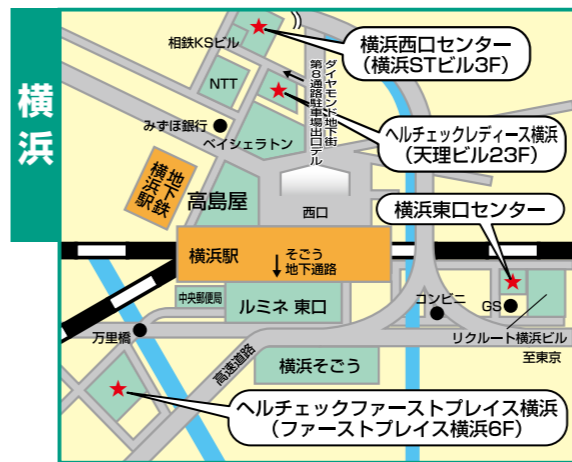 横浜
相鉄KSビル
NTT
みずほ銀行
ベイシェラトン
ダイヤモンド地下街
第8通路駐車場出口デル
横浜西口センター
(横浜STビル3F)
ヘルチェックレディース横浜
(天理ビル23F)
地下鉄
横浜駅
高島屋
西口
横浜東口センター
横浜駅
そごう
地下通路
中央郵便局
ルミネ 東口
コンビニ
GS
リクルート横浜ビル
至東京
万里橋
高速道路
横浜そごう
ヘルチェックファーストプレイス横浜
(ファーストプレイス横浜6F)